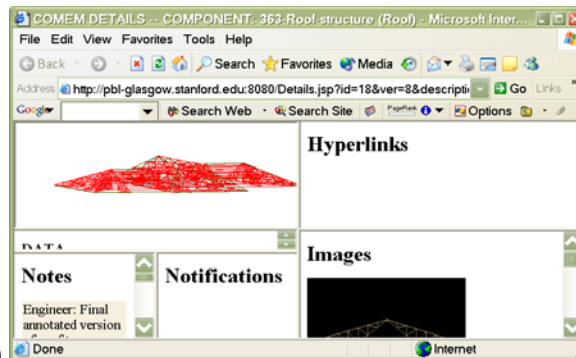 COMEM DETAILS -- COMPONENT: 363-Roof-structure (Roof) - Microsoft Inter...
File Edit View Favorites Tools Help
Back Search Favorites Media
Address http://pbl-glasgow.stanford.edu:8080/Details.jsp?id=18&ver=8&descripti Go Links »
Google Search Web Search Site PageRank Options
Hyperlinks
DATA
Notes
Notifications
Images
Engineer: Final
annotated version
Done Internet